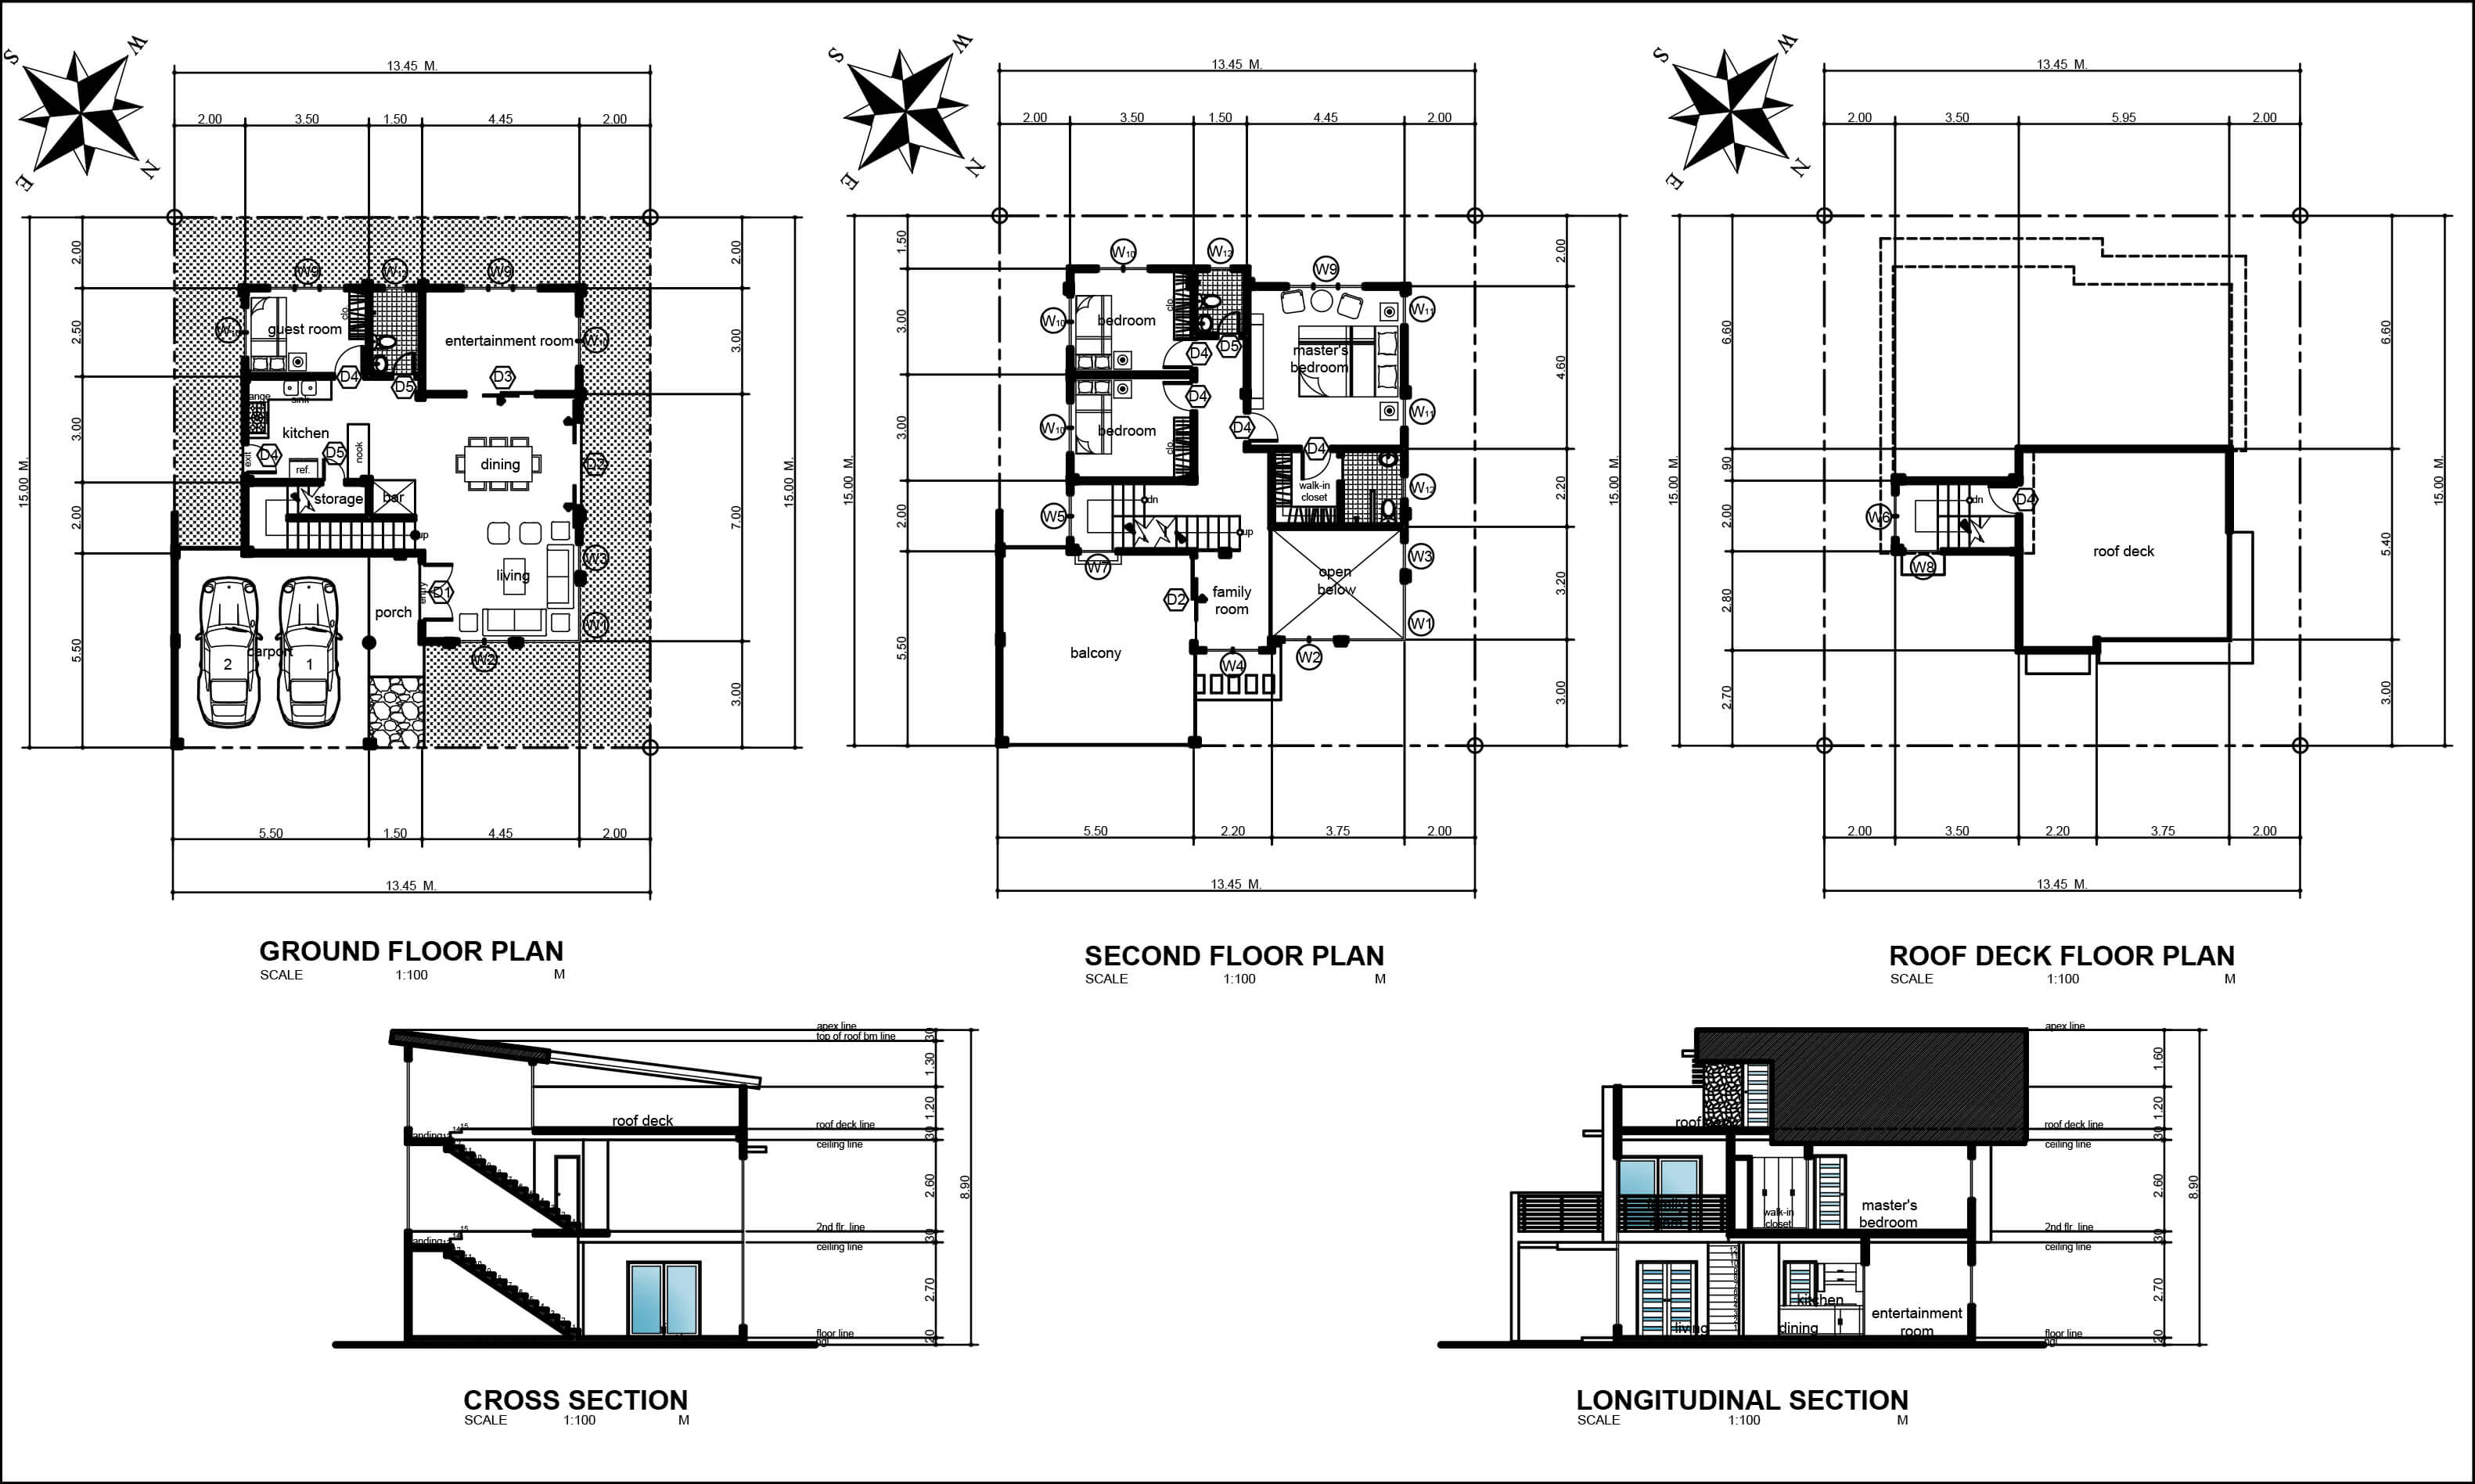 S
W
N
E
13.45 M.
2.00 3.50 1.50 4.45 2.00
15.00 M.
2.00
2.50
3.00
2.00
5.50
2.00
3.00
7.00
3.00
15.00 M.
W9
W9
W10
guest room
clo
entertainment room
W10
D4
D5
D3
sink
kitchen
exit
D4
D5
ref.
nook
dining
D2
storage
bar
up
W3
living
entry
D1
porch
W1
carport
2
1
W2
5.50 1.50 4.45 2.00
13.45 M.
GROUND FLOOR PLAN
SCALE 1:100 M
S
W
N
E
13.45 M.
2.00 3.50 1.50 4.45 2.00
15.00 M.
1.50
3.00
3.00
2.00
5.50
2.00
4.60
2.20
3.20
3.00
15.00 M.
W10
W12
W9
W10
bedroom
clo
W11
D4
D5
master's
bedroom
D4
W11
W10
bedroom
clo
D4
D4
walk-in
closet
W12
dn
W5
up
W7
W3
open
below
D2
family
room
W1
balcony
W4
W2
5.50 2.20 3.75 2.00
13.45 M.
SECOND FLOOR PLAN
SCALE 1:100 M
S
W
N
E
13.45 M.
2.00 3.50 5.95 2.00
15.00 M.
6.60
.90
2.00
2.80
2.70
6.60
5.40
3.00
15.00 M.
dn
D4
W6
roof deck
W8
2.00 3.50 2.20 3.75 2.00
13.45 M.
ROOF DECK FLOOR PLAN
SCALE 1:100 M
apex line
top of roof bm line
roof deck
roof deck line
ceiling line
2nd flr. line
ceiling line
floor line
.30
1.30
1.20
.30
2.60
.30
2.70
.20
8.90
CROSS SECTION
SCALE 1:100 M
apex line
roof deck line
ceiling line
family
room
walk-in
closet
master's
bedroom
2nd flr. line
ceiling line
kitchen
entertainment
room
living
dining
floor line
1.60
1.20
.30
2.60
.30
2.70
.20
8.90
LONGITUDINAL SECTION
SCALE 1:100 M